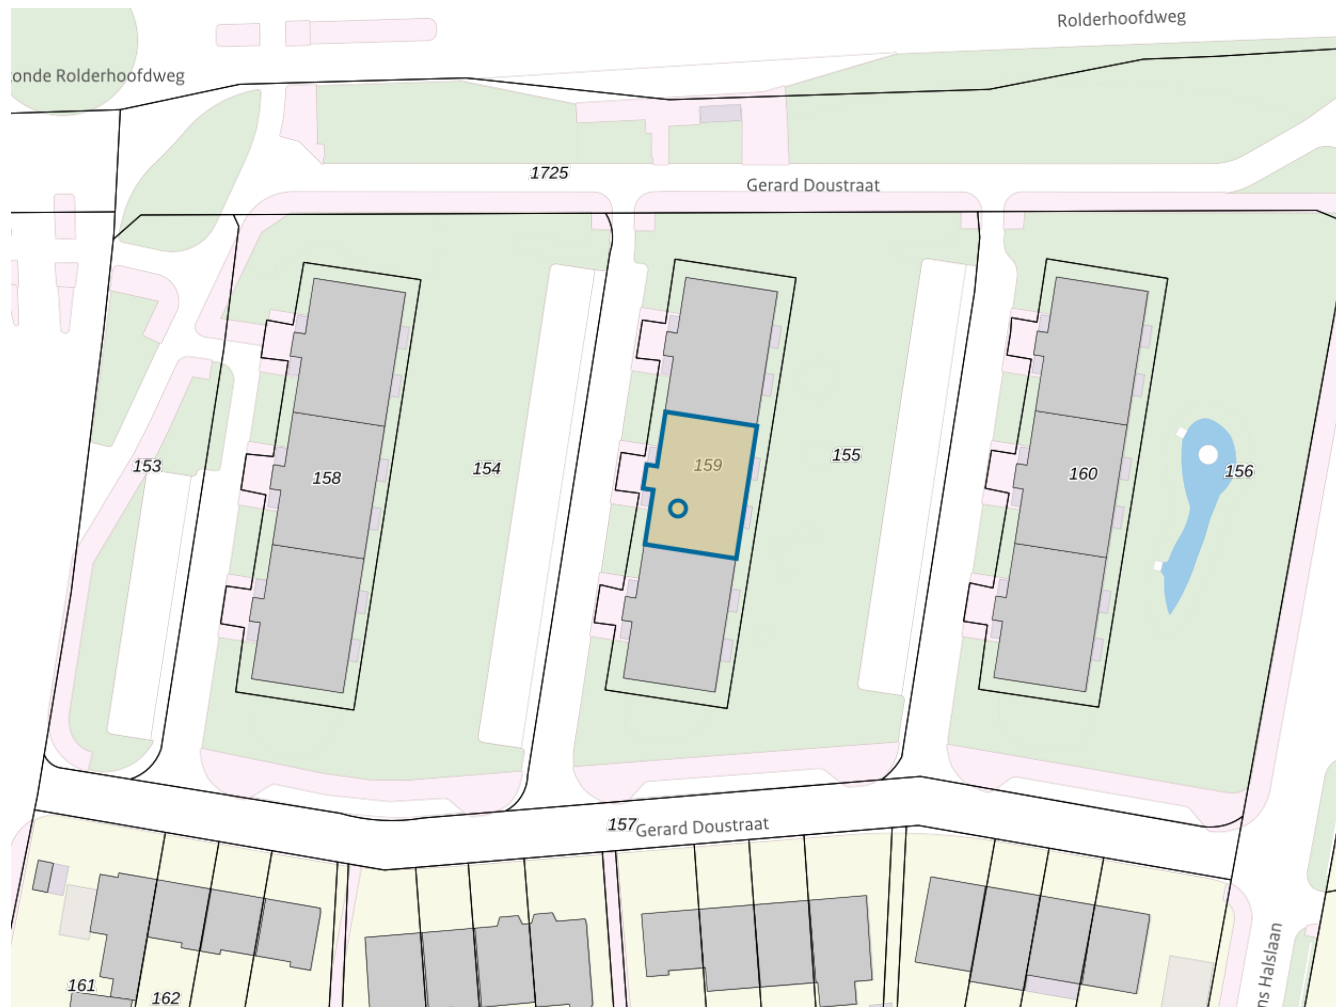 Rolderhoofdweg
onde Rolderhoofdweg
1725
Gerard Doustraat
153
158
154
159
155
160
156
157
Gerard Doustraat
161
162
ns Halslaan